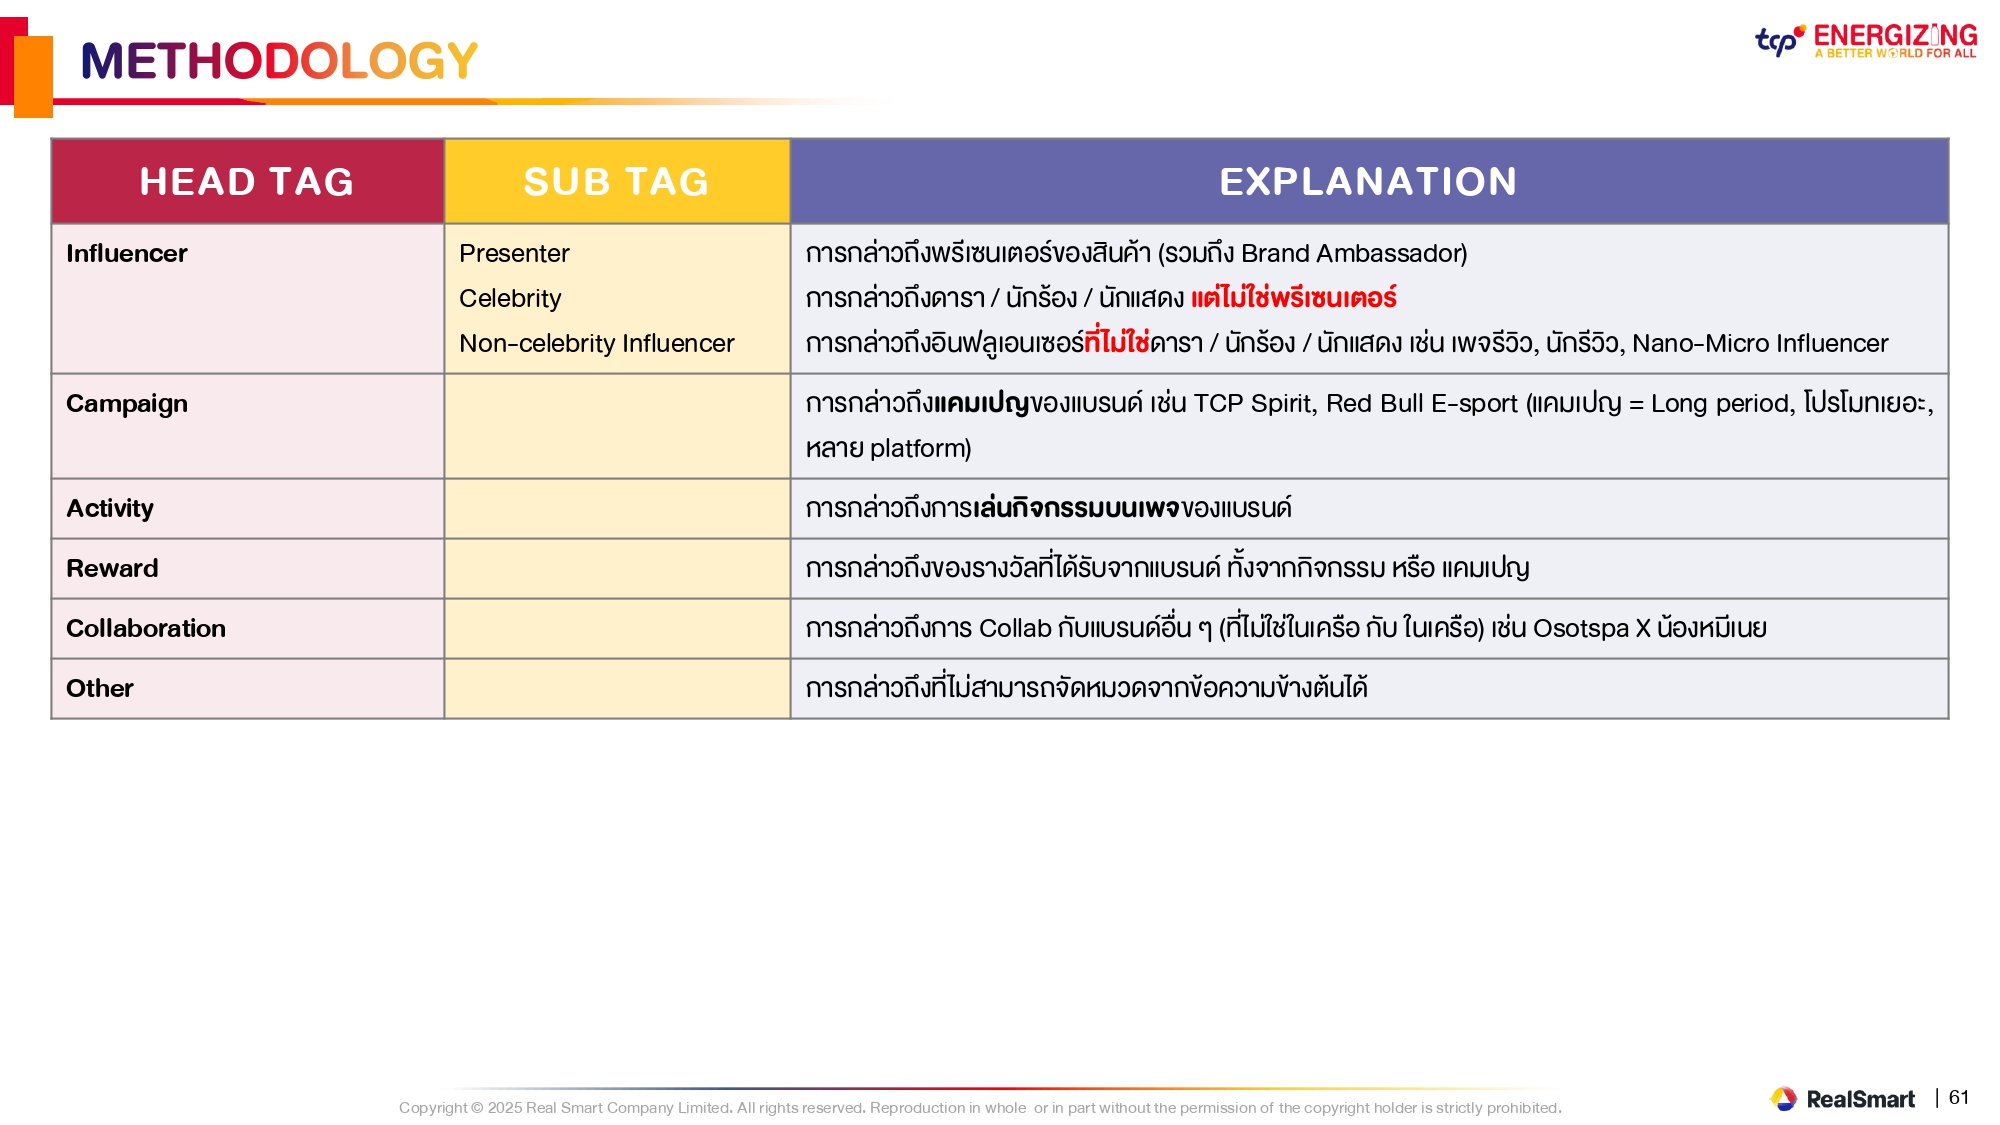 METHODOLOGY
tcp ENERGIZING
A BETTER WORLD FOR ALL
HEAD TAG SUB TAG EXPLANATION
Influencer Presenter การกล่าวถึงพรีเซนเตอร์ของสินค้า (รวมถึง Brand Ambassador)
Celebrity การกล่าวถึงดารา / นักร้อง / นักแสดง แต่ไม่ใช่พรีเซนเตอร์
Non-celebrity Influencer การกล่าวถึงอินฟลูเอนเซอร์ที่ไม่ใช่ดารา / นักร้อง / นักแสดง เช่น เพจรีวิว, นักรีวิว, Nano-Micro Influencer
Campaign การกล่าวถึงแคมเปญของแบรนด์ เช่น TCP Spirit, Red Bull E-sport (แคมเปญ = Long period, โปรโมทเยอะ,
หลาย platform)
Activity การกล่าวถึงการเล่นกิจกรรมบนเพจของแบรนด์
Reward การกล่าวถึงของรางวัลที่ได้รับจากแบรนด์ ทั้งจากกิจกรรม หรือ แคมเปญ
Collaboration การกล่าวถึงการ Collab กับแบรนด์อื่น ๆ (ที่ไม่ใช่ในเครือ กับ ในเครือ) เช่น Osotspa X น้องหมีเนย
Other การกล่าวถึงที่ไม่สามารถจัดหมวดจากข้อความข้างต้นได้
Copyright © 2025 Real Smart Company Limited. All rights reserved. Reproduction in whole or in part without the permission of the copyright holder is strictly prohibited.
RealSmart | 61